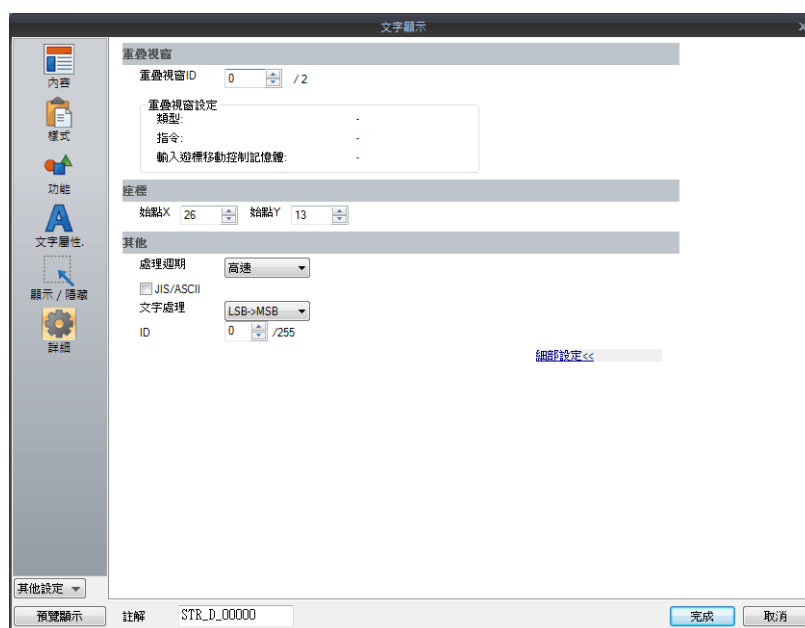 文字顯示
內容
樣式
功能
文字屬性.
顯示 / 隱藏
詳細
重疊視窗
重疊視窗ID 0 / 2
重疊視窗設定
類型: -
指令: -
輸入遊標移動控制記憶體: -
座標
始點X 26 始點Y 13
其他
處理週期 高速
JIS/ASCII
文字處理 LSB->MSB
ID 0 /255
細部設定<<
其他設定
預覽顯示 註解 STR_D_00000 完成 取消